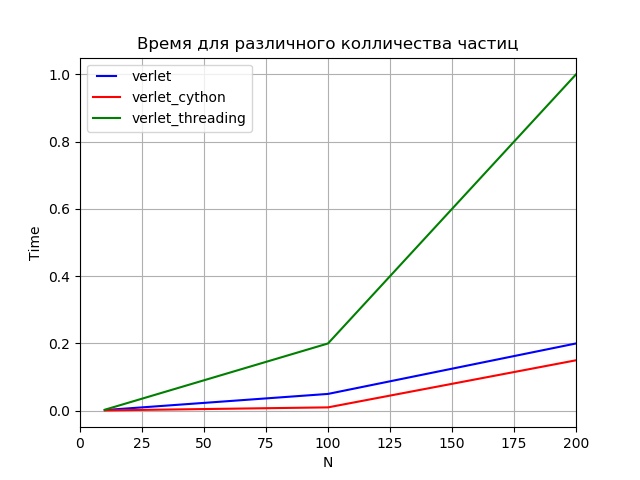 Время для различного колличества частиц
verlet
verlet_cython
verlet_threading
1.0
0.8
0.6
0.4
0.2
0.0
Time
0 25 50 75 100 125 150 175 200
N